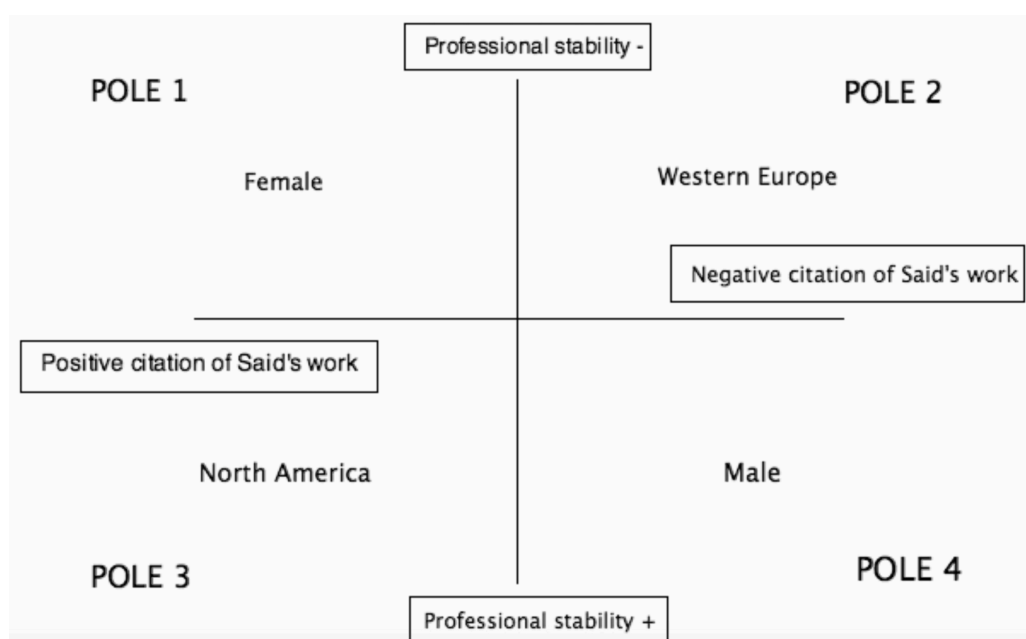 Professional stability -
POLE 1
POLE 2
Female
Western Europe
Negative citation of Said's work
Positive citation of Said's work
North America
Male
POLE 3
POLE 4
Professional stability +